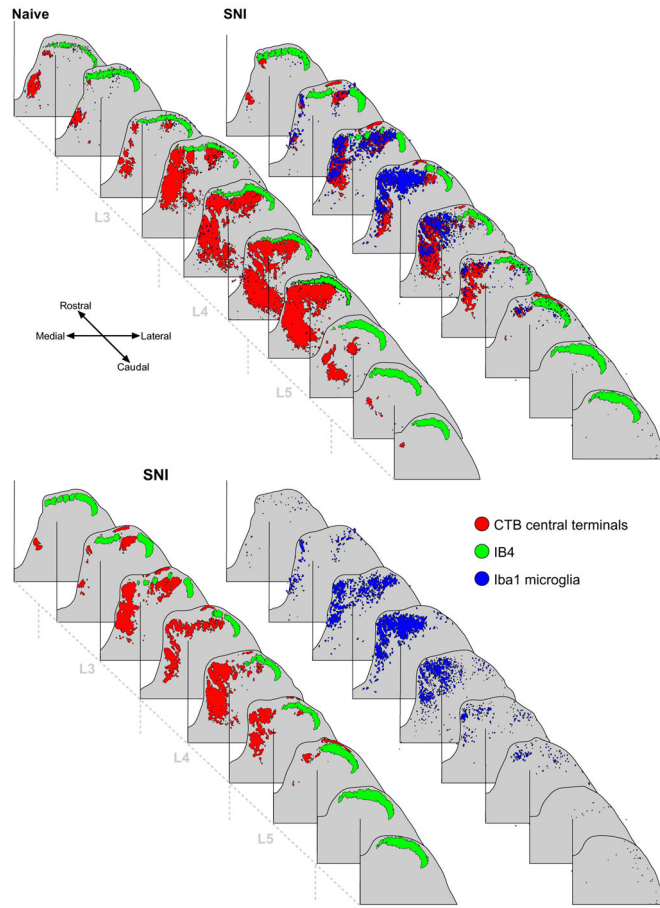 Naive
SNI
L3
L4
L5
Rostral
Medial
Lateral
Caudal
SNI
CTB central terminals
IB4
Iba1 microglia
L3
L4
L5